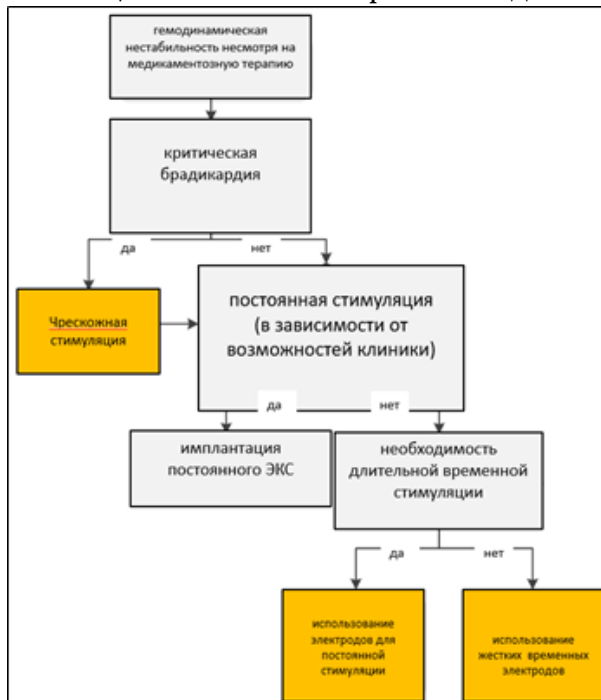 гемодинамическая
нестабильность несмотря на
медикаментозную терапию
критическая
брадикардия
да
нет
Чрескожная
стимуляция
постоянная стимуляция
(в зависимости от
возможностей клиники)
да
нет
имплантация
постоянного ЭКС
необходимость
длительной временной
стимуляции
да
нет
использование
электродов для
постоянной
стимуляции
использование
жестких временных
электродов